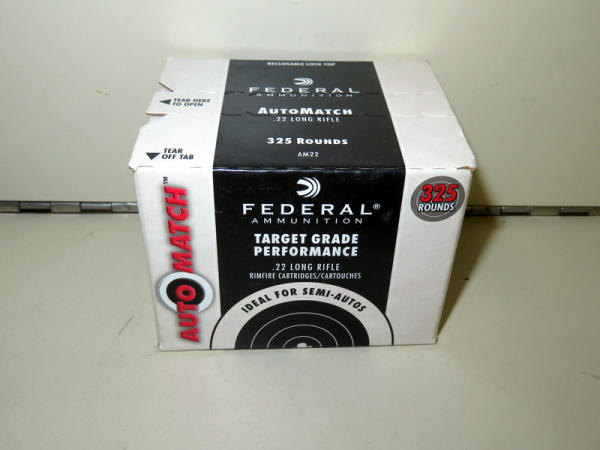 RECLOSABLE LOCK TOP
FEDERAL
AMMUNITION
AUTOMATCH
.22 LONG RIFLE
325 ROUNDS
AM22
TEAR HERE
TO OPEN
TEAR
OFF TAB
AUTO MATCH™
FEDERAL®
AMMUNITION
TARGET GRADE
PERFORMANCE
.22 LONG RIFLE
RIMFIRE CARTRIDGES/CARTOUCHES
IDEAL FOR SEMI-AUTOS
325
ROUNDS